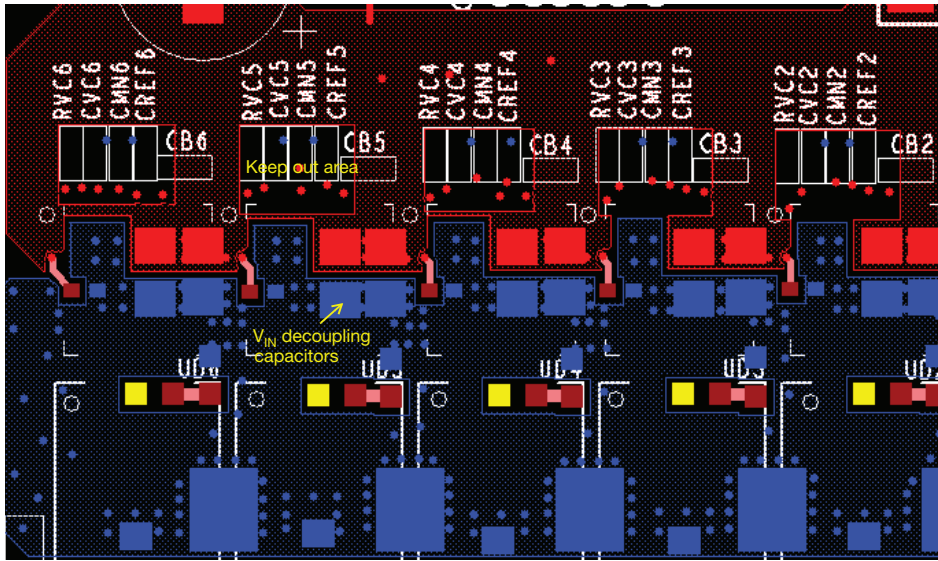 RVC6
CVC6
CMN6
CREF6
RVC5
CVC5
CMN5
CREF5
RVC4
CVC4
CMN4
CREF4
RVC3
CVC3
CMN3
CREF3
RVC2
CVC2
CMN2
CREF2
CB6
CB5
CB4
CB3
CB2
Keep out area
V_IN decoupling
capacitors